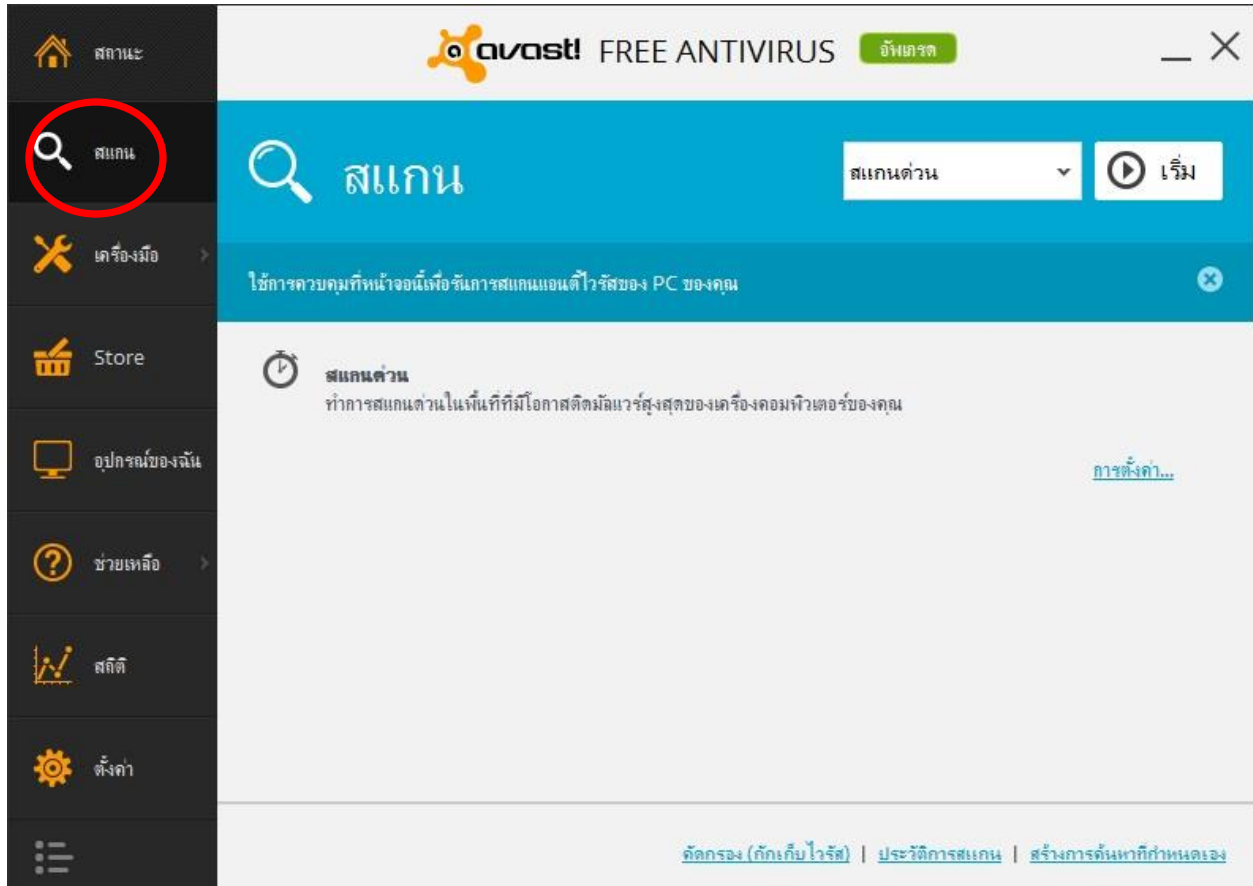 สถานะ
สแกน
เครื่องมือ
Store
อุปกรณ์ของฉัน
ช่วยเหลือ
สถิติ
ตั้งค่า
avast! FREE ANTIVIRUS อัพเกรด
สแกน
สแกนด่วน
เริ่ม
ใช้การควบคุมที่หน้าจอนี้เพื่อรันการสแกนแอนตี้ไวรัสของ PC ของคุณ
สแกนด่วน
ทำการสแกนด่วนในพื้นที่ที่มีโอกาสติดมัลแวร์สูงสุดของเครื่องคอมพิวเตอร์ของคุณ
การตั้งค่า...
คัดกรอง (กักเก็บไวรัส) | ประวัติการสแกน | สร้างการค้นหาที่กำหนดเอง